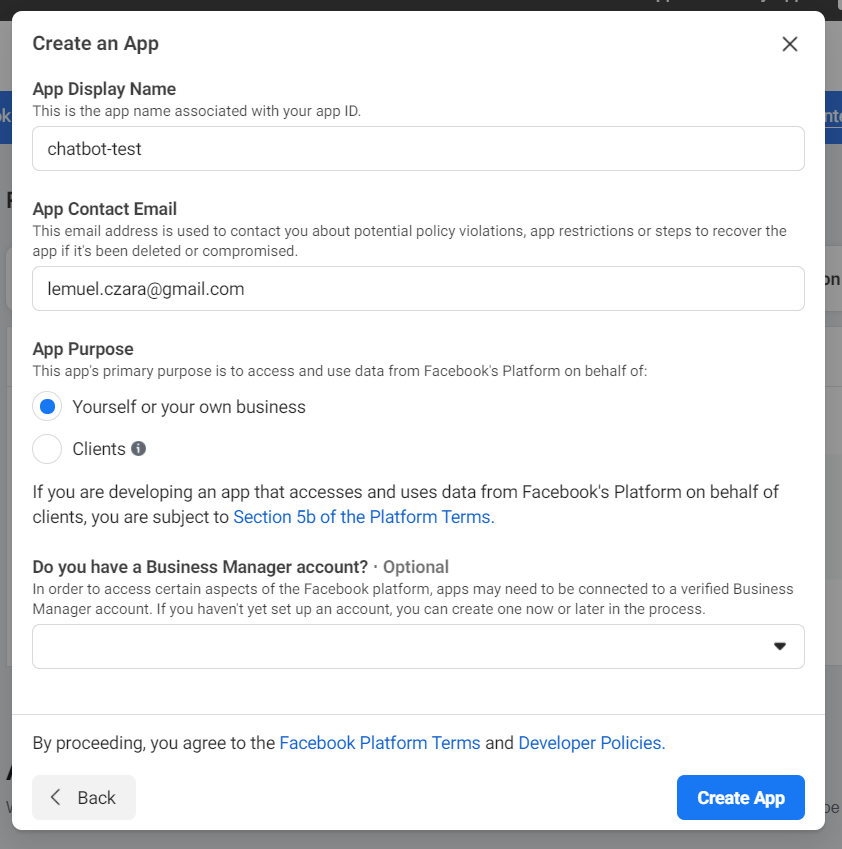 Create an App
App Display Name
This is the app name associated with your app ID.
chatbot-test
App Contact Email
This email address is used to contact you about potential policy violations, app restrictions or steps to recover the
app if it's been deleted or compromised.
lemuel.czara@gmail.com
App Purpose
This app's primary purpose is to access and use data from Facebook's Platform on behalf of:
Yourself or your own business
Clients
If you are developing an app that accesses and uses data from Facebook's Platform on behalf of
clients, you are subject to Section 5b of the Platform Terms.
Do you have a Business Manager account? · Optional
In order to access certain aspects of the Facebook platform, apps may need to be connected to a verified Business
Manager account. If you haven't yet set up an account, you can create one now or later in the process.
By proceeding, you agree to the Facebook Platform Terms and Developer Policies.
Back
Create App